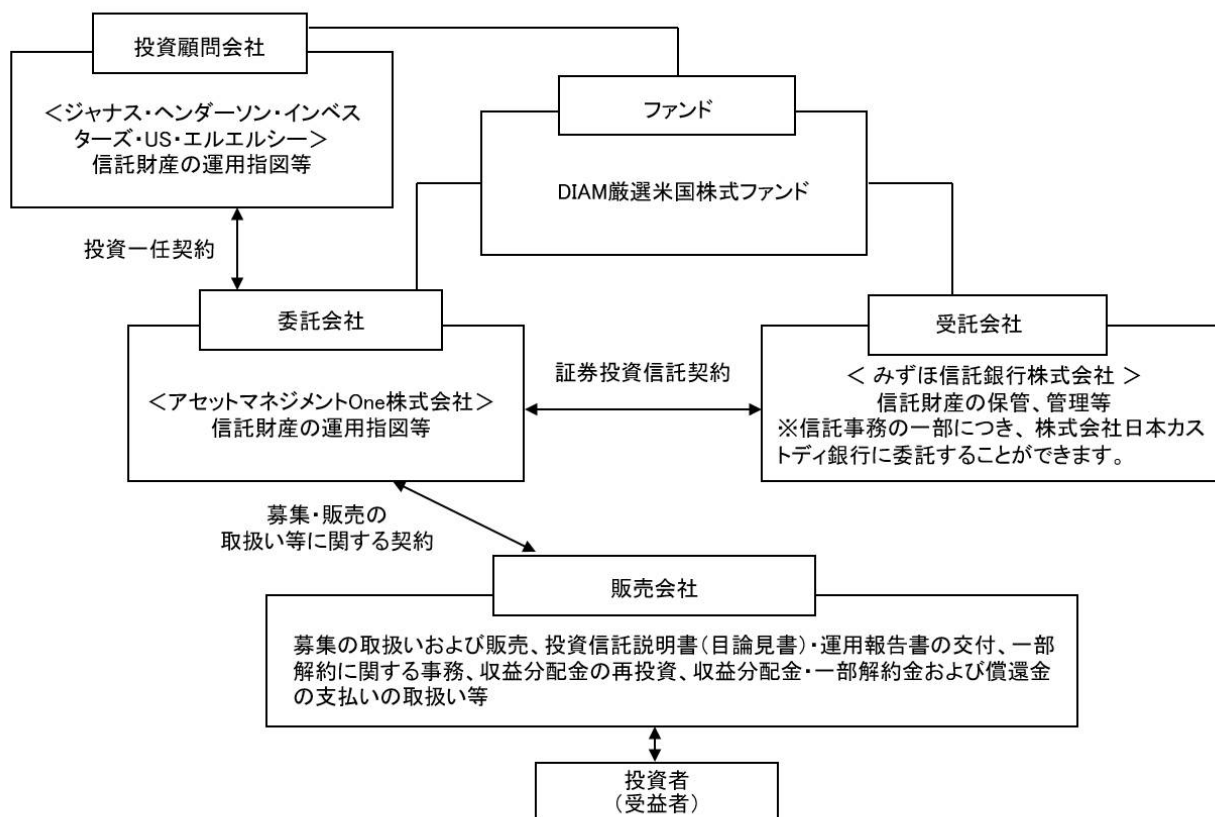 投資顧問会社
<ジャナス・ヘンダーソン・インベス
ターズ・US・エルエルシー>
信託財産の運用指図等
ファンド
DIAM厳選米国株式ファンド
投資一任契約
委託会社
<アセットマネジメントOne株式会社>
信託財産の運用指図等
証券投資信託契約
受託会社
< みずほ信託銀行株式会社 >
信託財産の保管、管理等
※信託事務の一部につき、株式会社日本カス
トディ銀行に委託することができます。
募集・販売の
取扱い等に関する契約
販売会社
募集の取扱いおよび販売、投資信託説明書(目論見書)・運用報告書の交付、一部
解約に関する事務、収益分配金の再投資、収益分配金・一部解約金および償還金
の支払いの取扱い等
投資者
(受益者)